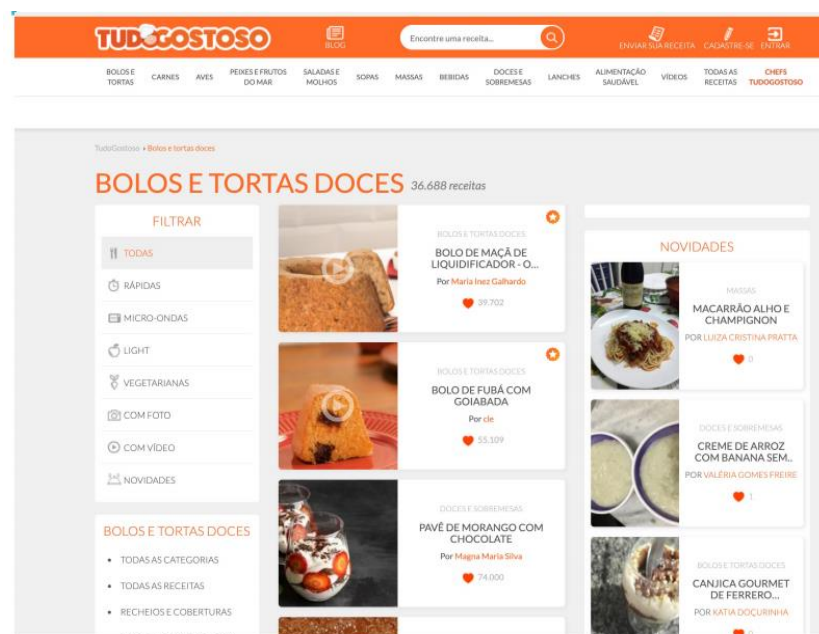 TUDOGOSTOSO
BLOG
Encontre uma receita...
ENVIAR SUA RECEITA
CADASTRE-SE
ENTRAR
BOLOS E
TORTAS
CARNES
AVES
PEIXES E FRUTOS
DO MAR
SALADAS E
MOLHOS
SOPAS
MASSAS
BEBIDAS
DOCES E
SOBREMESAS
LANCHES
ALIMENTAÇÃO
SAUDÁVEL
VÍDEOS
TODAS AS
RECEITAS
CHEFS
TUDOGOSTOSO
TudoGostoso › Bolos e tortas doces
BOLOS E TORTAS DOCES 36.688 receitas
FILTRAR
TODAS
RÁPIDAS
MICRO-ONDAS
LIGHT
VEGETARIANAS
COM FOTO
COM VÍDEO
NOVIDADES
BOLOS E TORTAS DOCES
• TODAS AS CATEGORIAS
• TODAS AS RECEITAS
• RECHEIOS E COBERTURAS
BOLOS E TORTAS DOCES
BOLO DE MAÇÃ DE
LIQUIDIFICADOR - O...
Por Maria Inez Galhardo
39.702
BOLOS E TORTAS DOCES
BOLO DE FUBÁ COM
GOIABADA
Por cle
55.109
DOCES E SOBREMESAS
PAVÊ DE MORANGO COM
CHOCOLATE
Por Magna Maria Silva
74.000
NOVIDADES
MASSAS
MACARRÃO ALHO E
CHAMPIGNON
POR LUIZA CRISTINA PRATTA
0
DOCES E SOBREMESAS
CREME DE ARROZ
COM BANANA SEM..
POR VALÉRIA GOMES FREIRE
1
BOLOS E TORTAS DOCES
CANJICA GOURMET
DE FERRERO...
POR KATIA DOÇURINHA
0